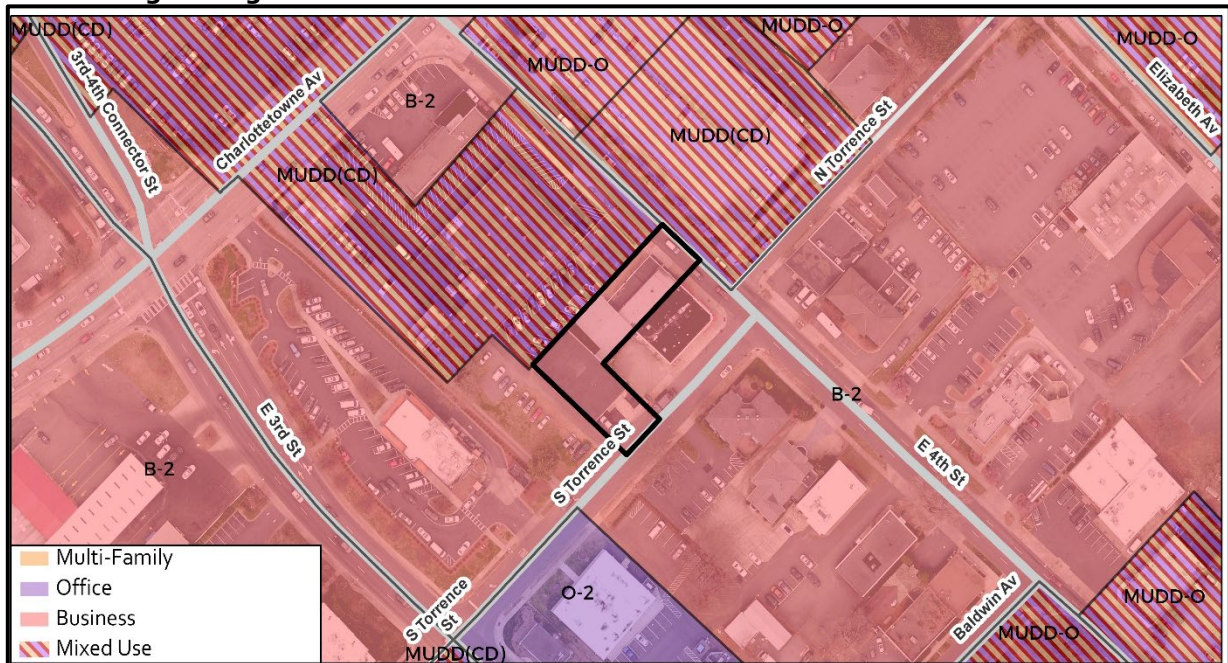 MUDD(CD)
MUDD-O
MUDD-O
MUDD-O
3rd-4th Connector St
Charlottetowne Av
B-2
Elizabeth Av
MUDD(CD)
MUDD(CD)
N Torrence St
E 3rd St
B-2
B-2
S Torrence St
E 4th St
Multi-Family
Office
Business
Mixed Use
O-2
S Torrence
St
MUDD(CD)
Baldwin Av
MUDD-O
MUDD-O